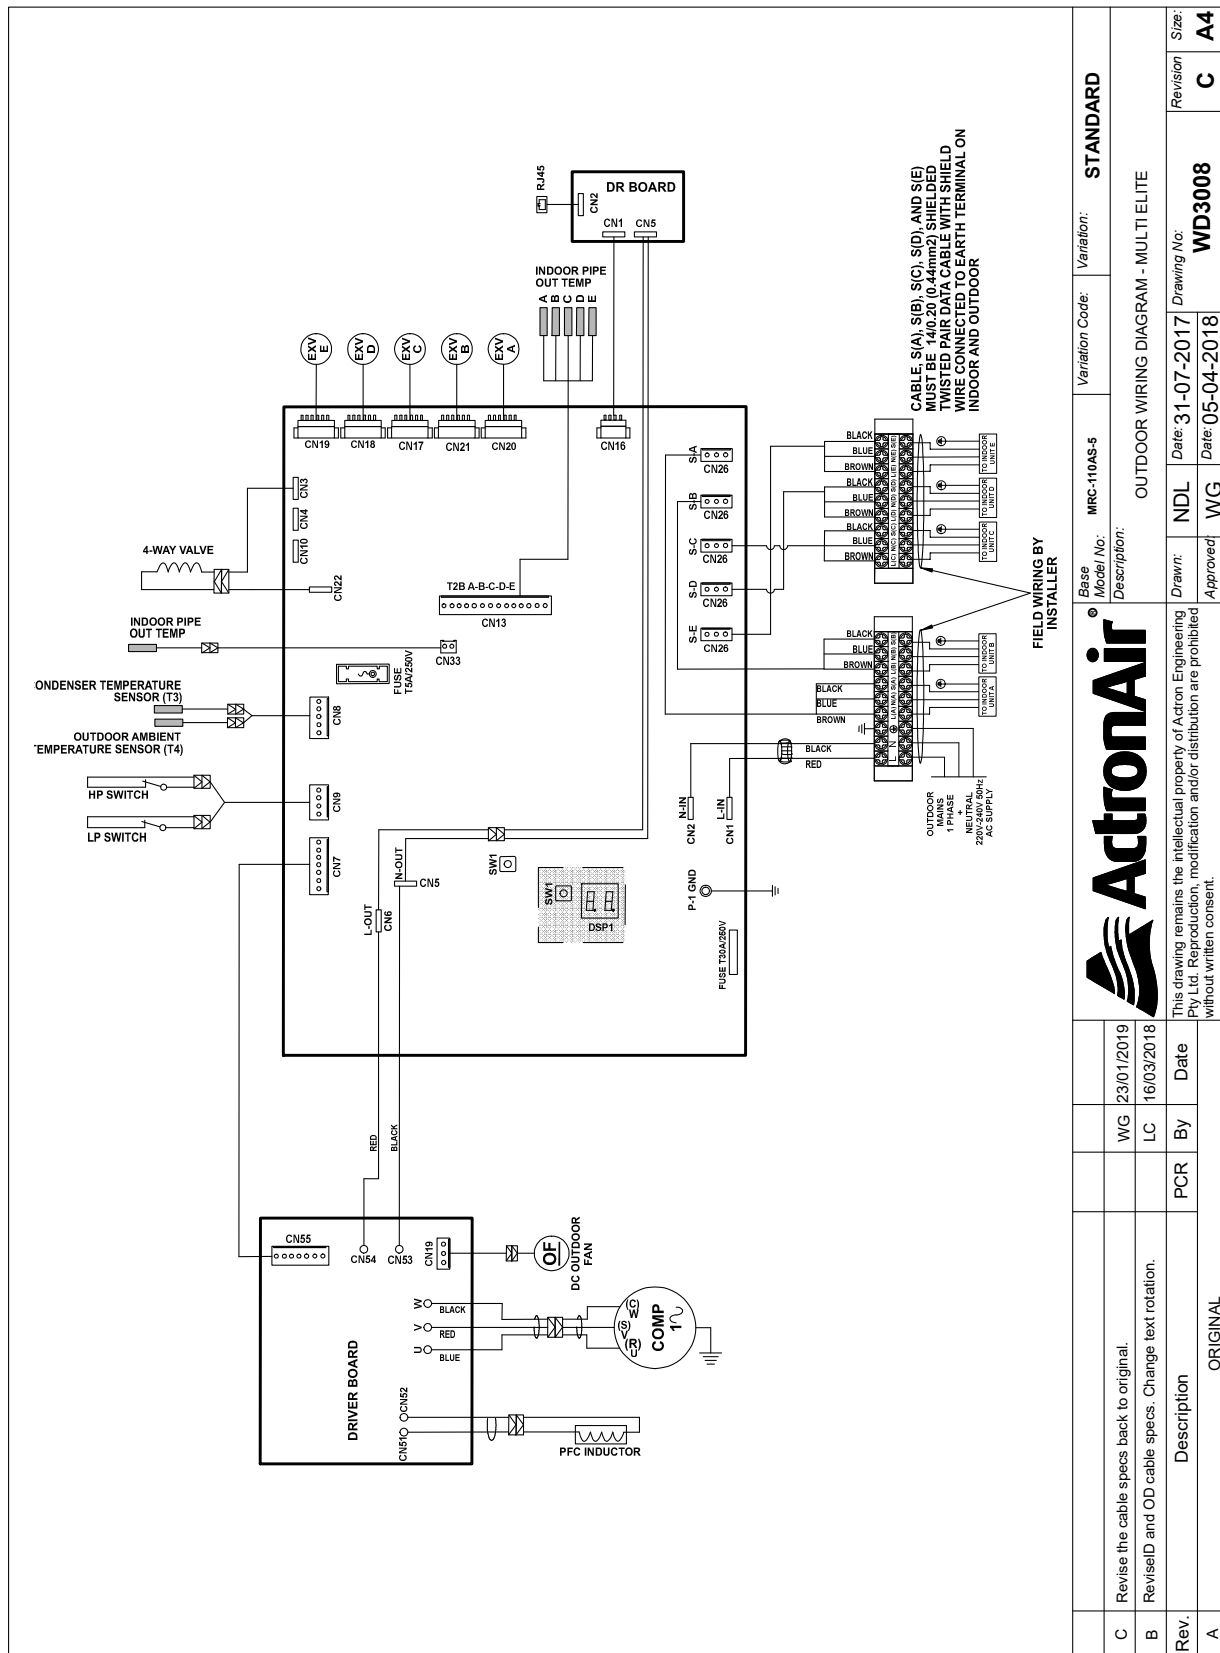 RJ45
CN2
DR BOARD
CN1
CN5
INDOOR PIPE
OUT TEMP
A
B
C
D
E
EXV
E
EXV
D
EXV
C
EXV
B
EXV
A
CN19
CN18
CN17
CN21
CN20
CN16
CN3
CN4
CN10
CN22
4-WAY VALVE
INDOOR PIPE
OUT TEMP
T2B A-B-C-D-E
CN13
CN33
FUSE
T5A/250V
ONDENSER TEMPERATURE
SENSOR (T3)
OUTDOOR AMBIENT
TEMPERATURE SENSOR (T4)
CN8
HP SWITCH
LP SWITCH
CN9
CN7
S-A
CN26
S-B
CN26
S-C
CN26
S-D
CN26
S-E
CN26
CABLE, S(A), S(B), S(C), S(D), AND S(E)
MUST BE 14/0.20 (0.44mm2) SHIELDED
TWISTED PAIR DATA CABLE WITH SHIELD
WIRE CONNECTED TO EARTH TERMINAL ON
INDOOR AND OUTDOOR
BLACK
BLUE
BROWN
BLACK
BLUE
BROWN
BLACK
BLUE
BROWN
L(C) N(C) S(C) L(D) N(D) S(D) L(E) N(E) S(E)
TO INDOOR
UNIT E
TO INDOOR
UNIT D
TO INDOOR
UNIT C
FIELD WIRING BY
INSTALLER
BLACK
BLUE
BROWN
BLACK
BLUE
BROWN
L N L(A) N(A) S(A) L(B) N(B) S(B)
TO INDOOR
UNIT B
TO INDOOR
UNIT A
BLACK
RED
OUTDOOR
MAINS
1 PHASE
+
NEUTRAL
220V-240V 50Hz
AC SUPPLY
N-IN
CN2
L-IN
CN1
P-1 GND
FUSE T30A/250V
L-OUT
CN6
N-OUT
CN5
SW1
SW1
DSP1
RED
BLACK
CN55
CN54
CN53
CN19
OF
DC OUTDOOR
FAN
W
V
U
BLACK
RED
BLUE
(C)
W
(S)
V
(R)
U
COMP
1
DRIVER BOARD
CN51
CN52
PFC INDUCTOR
C
Revise the cable specs back to original.
WG
23/01/2019
B
ReviseID and OD cable specs. Change text rotation.
LC
16/03/2018
Rev.
Description
PCR
By
Date
A
ORIGINAL
ActronAir®
This drawing remains the intellectual property of Actron Engineering
Pty Ltd. Reproduction, modification and/or distribution are prohibited
without written consent.
Base
Model No:
MRC-110AS-5
Variation Code:
Variation:
STANDARD
Description:
OUTDOOR WIRING DIAGRAM - MULTI ELITE
Drawn:
NDL
Date: 31-07-2017
Approved:
WG
Date: 05-04-2018
Drawing No:
WD3008
Revision
C
Size:
A4